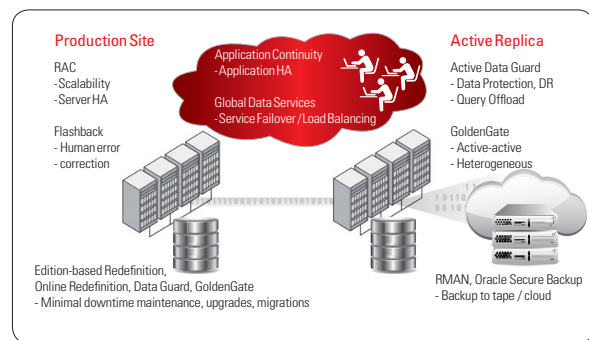 Production Site
RAC
- Scalability
- Server HA
Flashback
- Human error
- correction
Application Continuity
- Application HA
Global Data Services
- Service Failover / Load Balancing
Active Replica
Active Data Guard
- Data Protection, DR
- Query Offload
GoldenGate
- Active-active
- Heterogeneous
Edition-based Redefinition,
Online Redefinition, Data Guard, GoldenGate
- Minimal downtime maintenance, upgrades, migrations
RMAN, Oracle Secure Backup
- Backup to tape / cloud